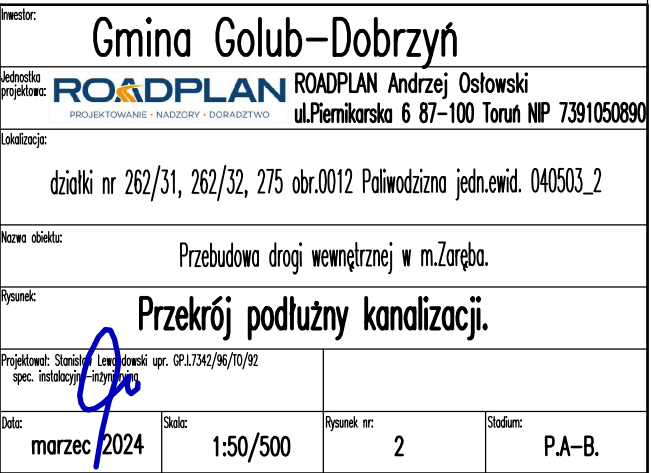 Inwestor:
Gmina Golub-Dobrzyń
Jednostka
projektowa:
ROADPLAN
PROJEKTOWANIE • NADZORY • DORADZTWO
ROADPLAN Andrzej Osłowski
ul.Piernikarska 6 87-100 Toruń NIP 7391050890
Lokalizacja:
działki nr 262/31, 262/32, 275 obr.0012 Paliwodzizna jedn.ewid. 040503_2
Nazwa obiektu:
Przebudowa drogi wewnętrznej w m.Zaręba.
Rysunek:
Przekrój podłużny kanalizacji.
Projektował: Stanisław Lewandowski upr. GP.I.7342/96/TO/92
spec. instalacyjno-inżynieryjna
Data:
marzec 2024
Skala:
1:50/500
Rysunek nr:
2
Stadium:
P.A-B.